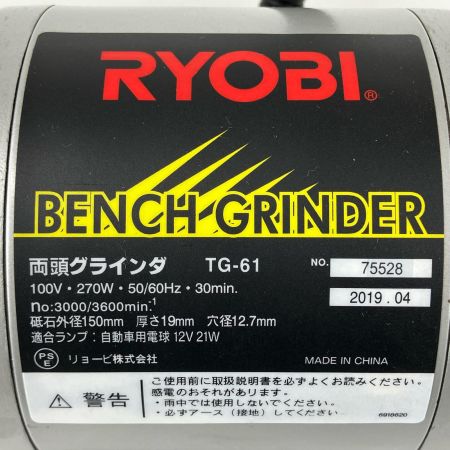 RYOBI®
BENCH GRINDER
両頭グラインダ TG-61 NO. 75528
100V・270W・50/60Hz・30min. 2019.04
no:3000/3600min⁻¹
砥石外径150mm 厚さ19mm 穴径12.7mm
適合ランプ:自動車用電球 12V 21W
PSE リョービ株式会社 MADE IN CHINA
⚠警告
ご使用前に取扱説明書を必ずよくお読みください。
感電のおそれがあります。
・雨中では使用しないでください。
・必ずアース(接地)してください。
6918620